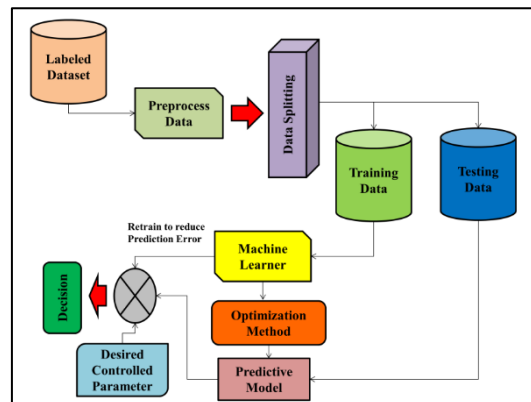 Labeled
Dataset
Preprocess
Data
Data Splitting
Training
Data
Testing
Data
Retrain to reduce
Prediction Error
Machine
Learner
Decision
Optimization
Method
Desired
Controlled
Parameter
Predictive
Model